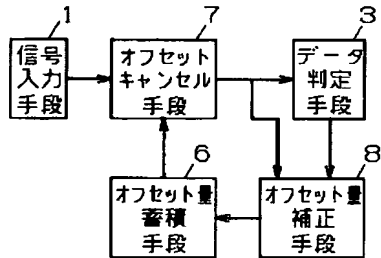 1
信号
入力
手段
7
オフセット
キャンセル
手段
3
データ
判定
手段
6
オフセット量
蓄積
手段
8
オフセット量
補正
手段